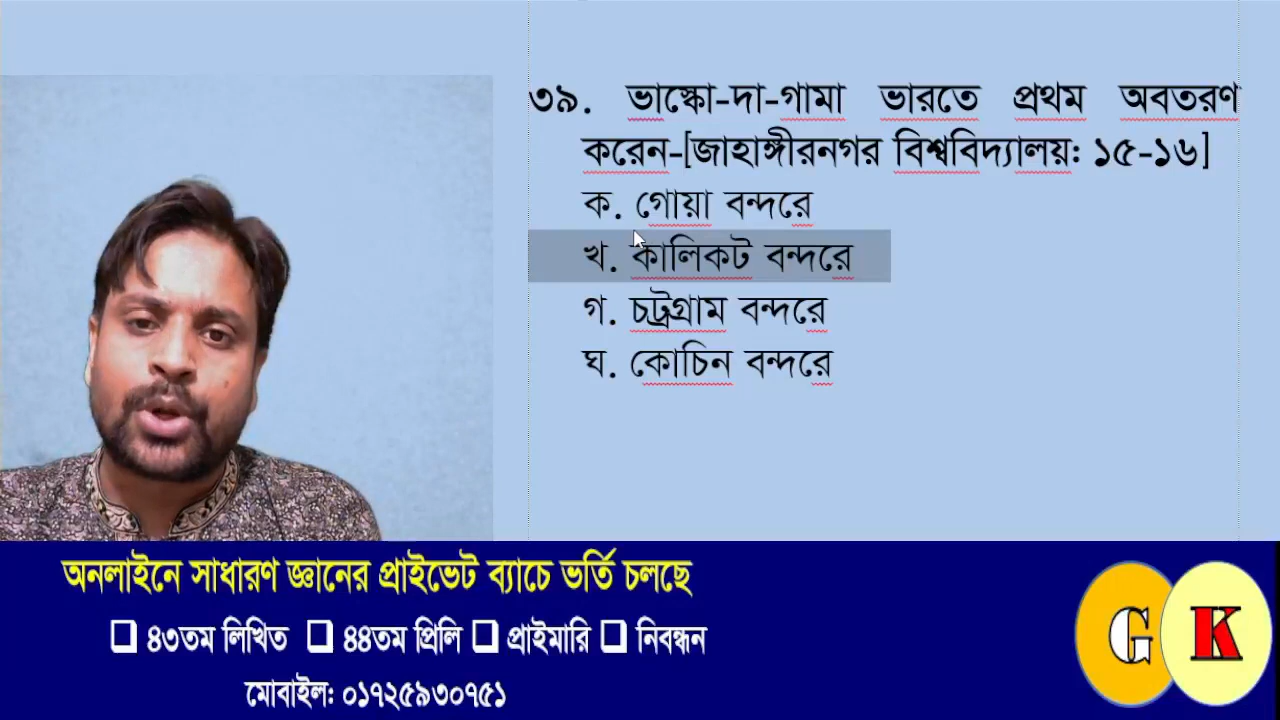 ৩৯. ভাস্কো-দা-গামা ভারতে প্রথম অবতরণ
করেন-[জাহাঙ্গীরনগর বিশ্ববিদ্যালয়: ১৫-১৬]
ক. গোয়া বন্দরে
খ. কালিকট বন্দরে
গ. চট্রগ্রাম বন্দরে
ঘ. কোচিন বন্দরে
অনলাইনে সাধারণ জ্ঞানের প্রাইভেট ব্যাচে ভর্তি চলছে
❑ ৪৩তম লিখিত ❑ ৪৪তম প্রিলি ❑ প্রাইমারি ❑ নিবন্ধন
মোবাইল: ০১৭২৫৯৩০৭৫১
G K